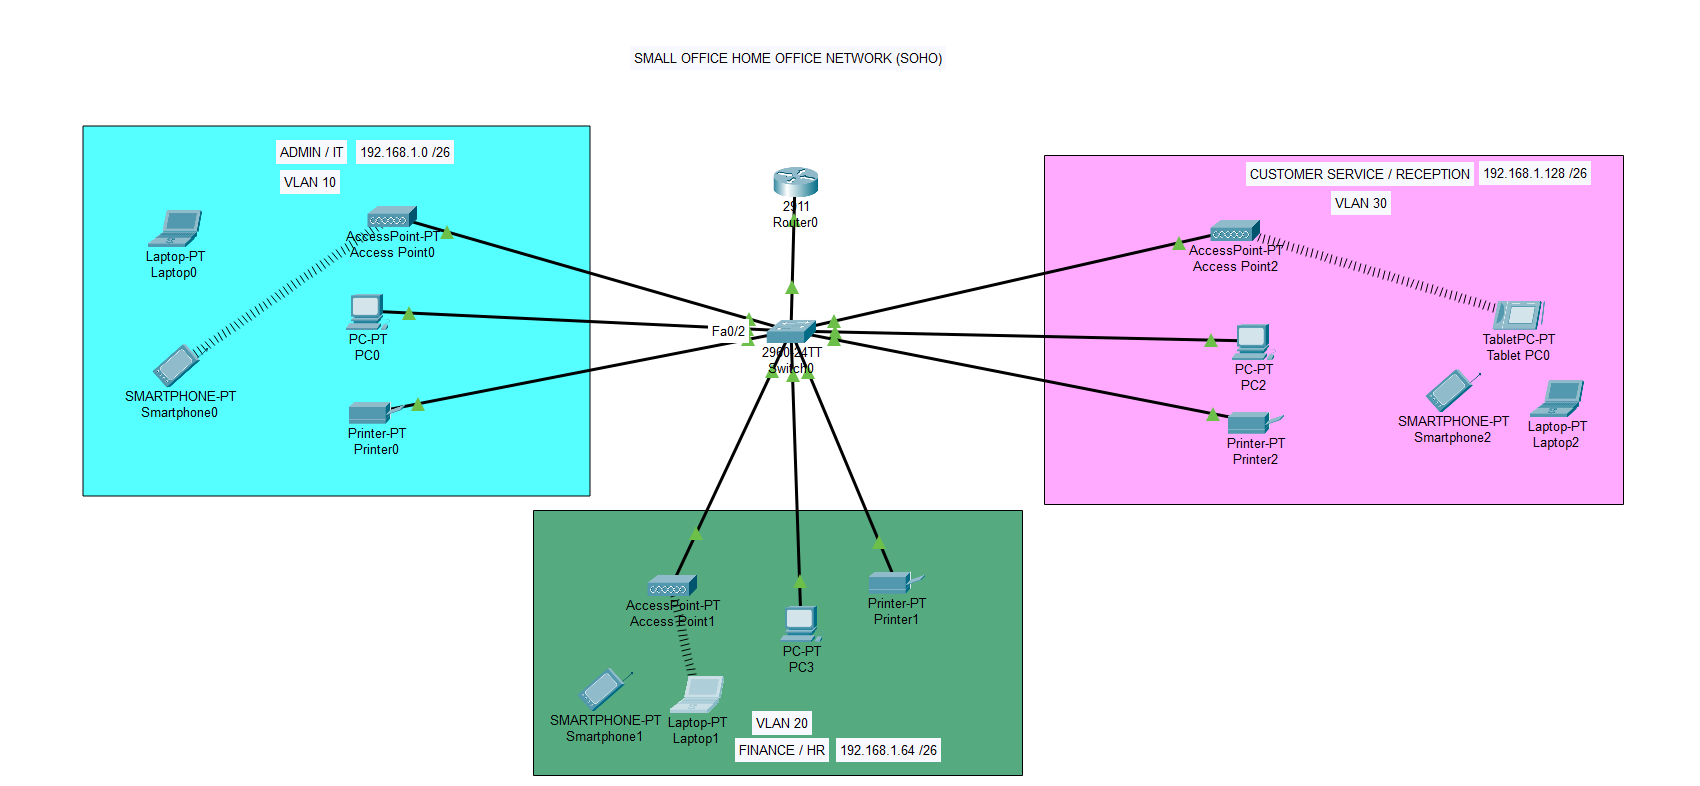 SMALL OFFICE HOME OFFICE NETWORK (SOHO)
ADMIN / IT
192.168.1.0 /26
VLAN 10
Laptop-PT
Laptop0
AccessPoint-PT
Access Point0
PC-PT
PC0
SMARTPHONE-PT
Smartphone0
Printer-PT
Printer0
2911
Router0
Fa0/2
2960-24TT
Switch0
CUSTOMER SERVICE / RECEPTION
192.168.1.128 /26
VLAN 30
AccessPoint-PT
Access Point2
TabletPC-PT
Tablet PC0
PC-PT
PC2
SMARTPHONE-PT
Smartphone2
Laptop-PT
Laptop2
Printer-PT
Printer2
AccessPoint-PT
Access Point1
Printer-PT
Printer1
PC-PT
PC3
SMARTPHONE-PT
Smartphone1
Laptop-PT
Laptop1
VLAN 20
FINANCE / HR
192.168.1.64 /26